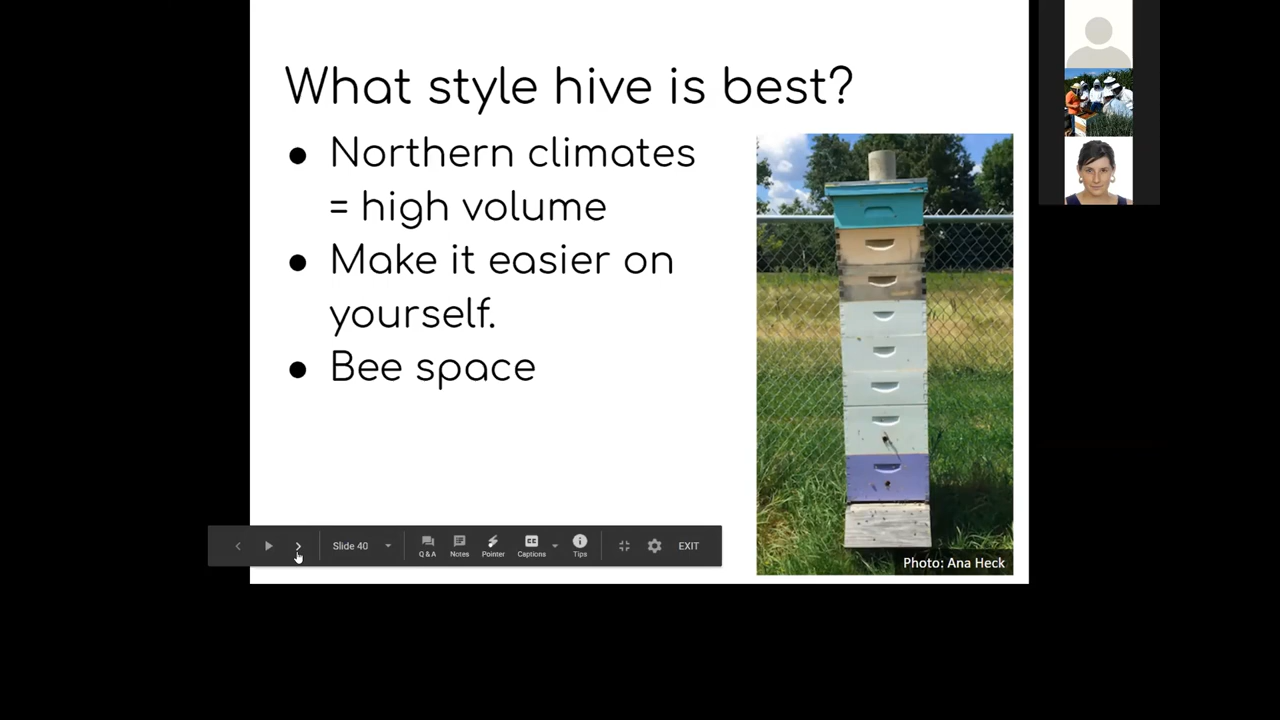 What style hive is best?
● Northern climates
= high volume
● Make it easier on
yourself.
● Bee space
Photo: Ana Heck
Slide 40
Q & A
Notes
Pointer
CC
Captions
Tips
EXIT